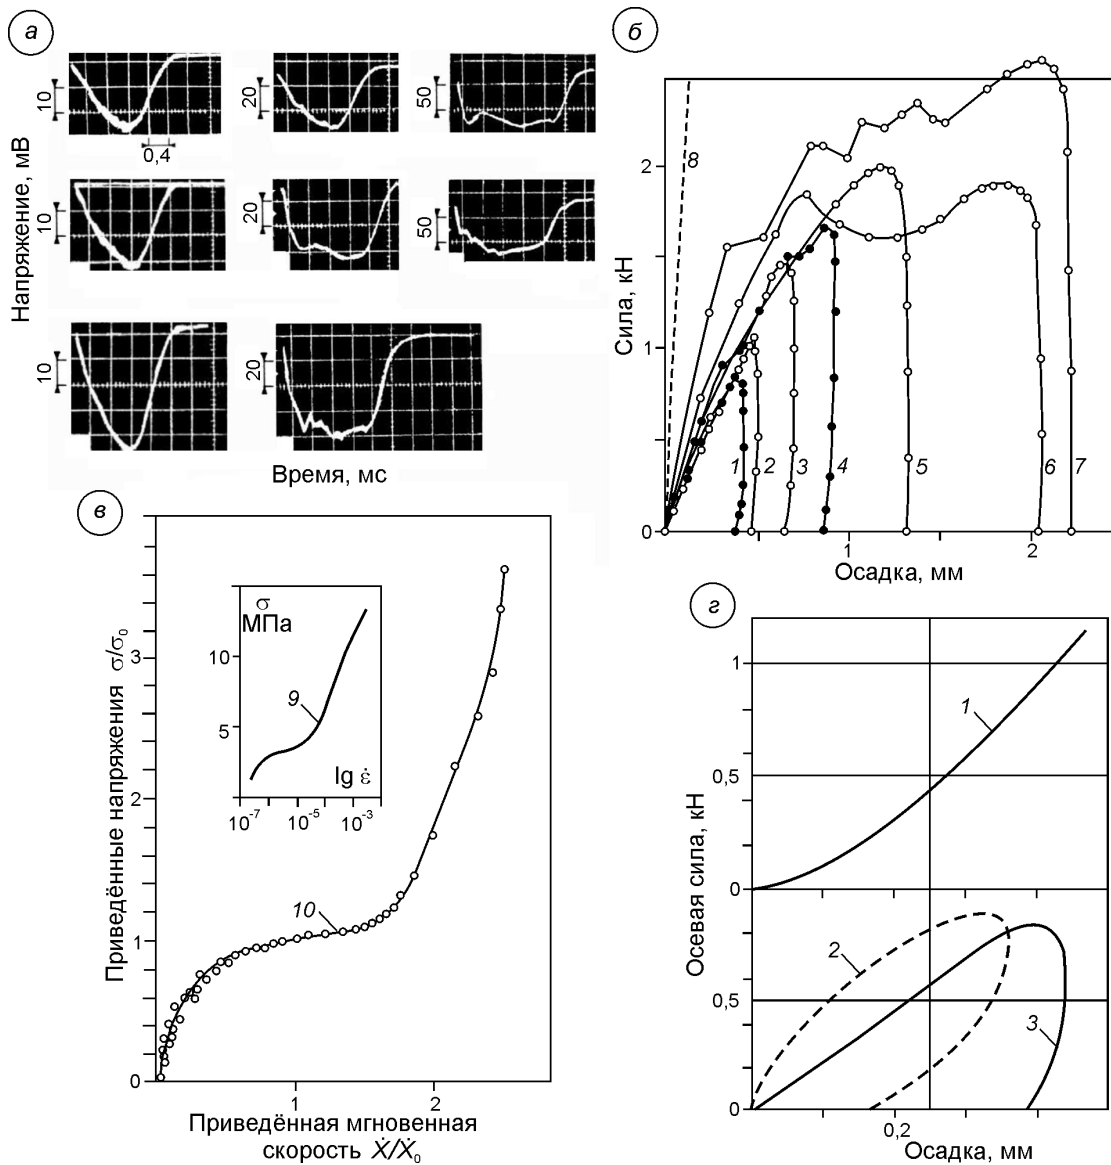 а
Напряжение, мВ
10
20
50
0,4
10
20
50
10
20
Время, мс
б
Сила, кН
2
1
0
8
1
2
3
4
5
6
7
1
2
Осадка, мм
в
Приведённые напряжения σ/σ₀
3
2
1
0
σ
МПа
10
5
9
lg ε̇
10⁻⁷
10⁻⁵
10⁻³
10
1
2
Приведённая мгновенная
скорость Ẋ/Ẋ₀
г
Осевая сила, кН
1
0,5
0
1
0,5
0
2
3
0,2
Осадка, мм